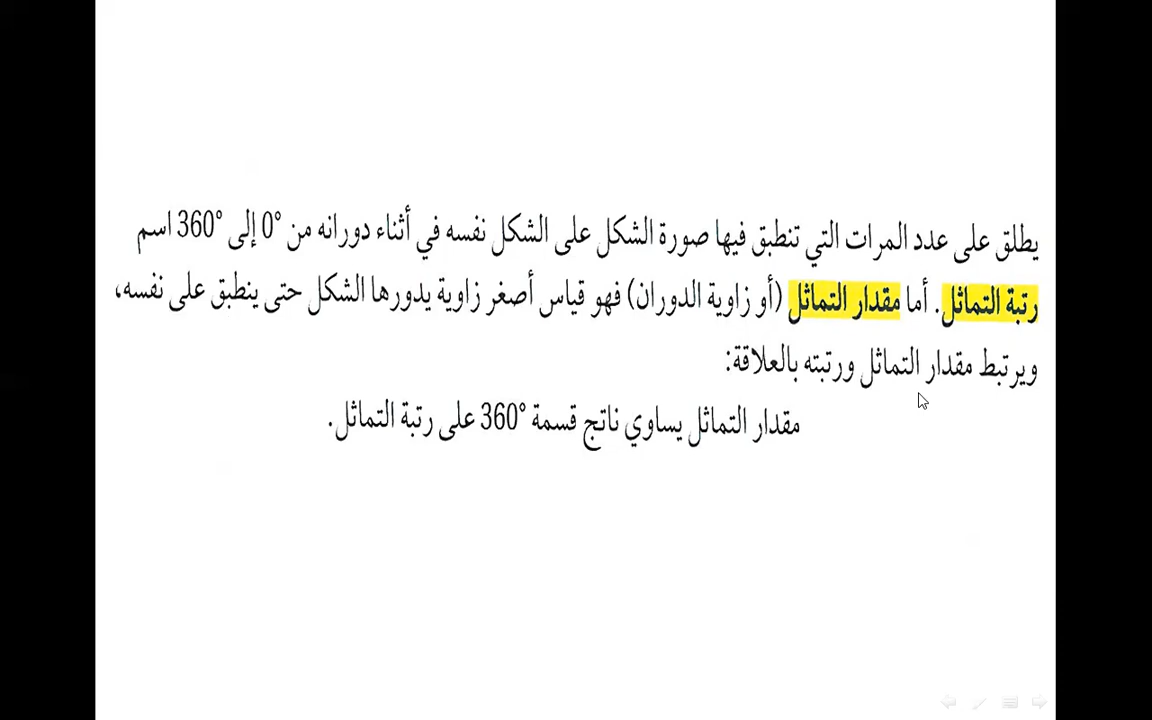 يطلق على عدد المرات التي تنطبق فيها صورة الشكل على الشكل نفسه في أثناء دورانه من °0 إلى °360 اسم
رتبة التماثل. أما مقدار التماثل (أو زاوية الدوران) فهو قياس أصغر زاوية يدورها الشكل حتى ينطبق على نفسه،
ويرتبط مقدار التماثل ورتبته بالعلاقة:
مقدار التماثل يساوي ناتج قسمة °360 على رتبة التماثل.